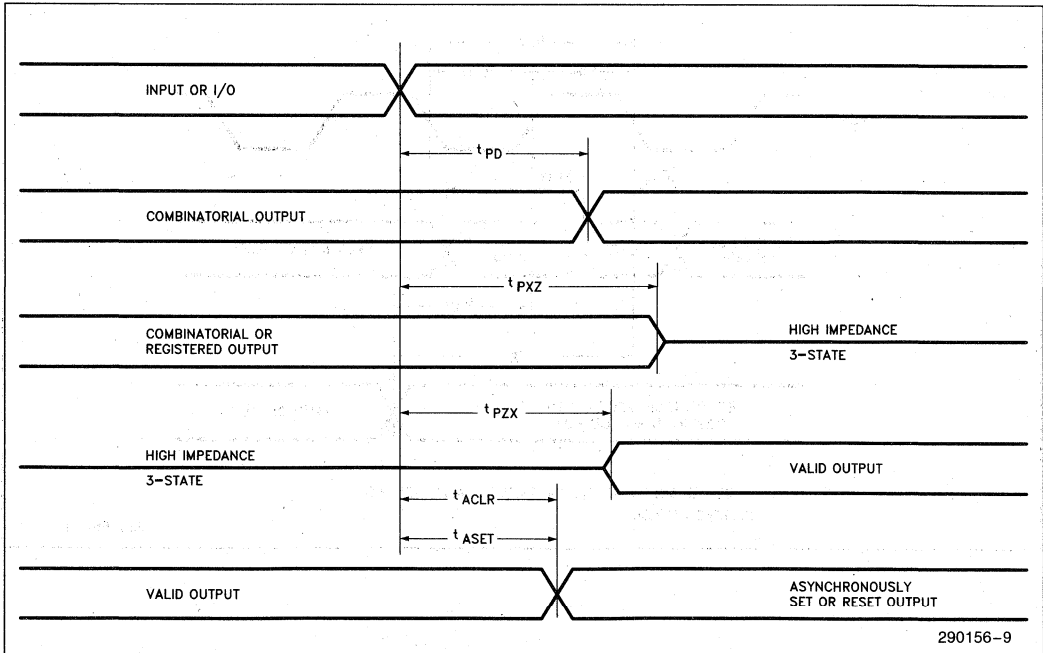 INPUT OR I/O
t PD
COMBINATORIAL OUTPUT
t PXZ
COMBINATORIAL OR
REGISTERED OUTPUT
HIGH IMPEDANCE
3-STATE
t PZX
HIGH IMPEDANCE
3-STATE
VALID OUTPUT
t ACLR
t ASET
VALID OUTPUT
ASYNCHRONOUSLY
SET OR RESET OUTPUT
290156-9